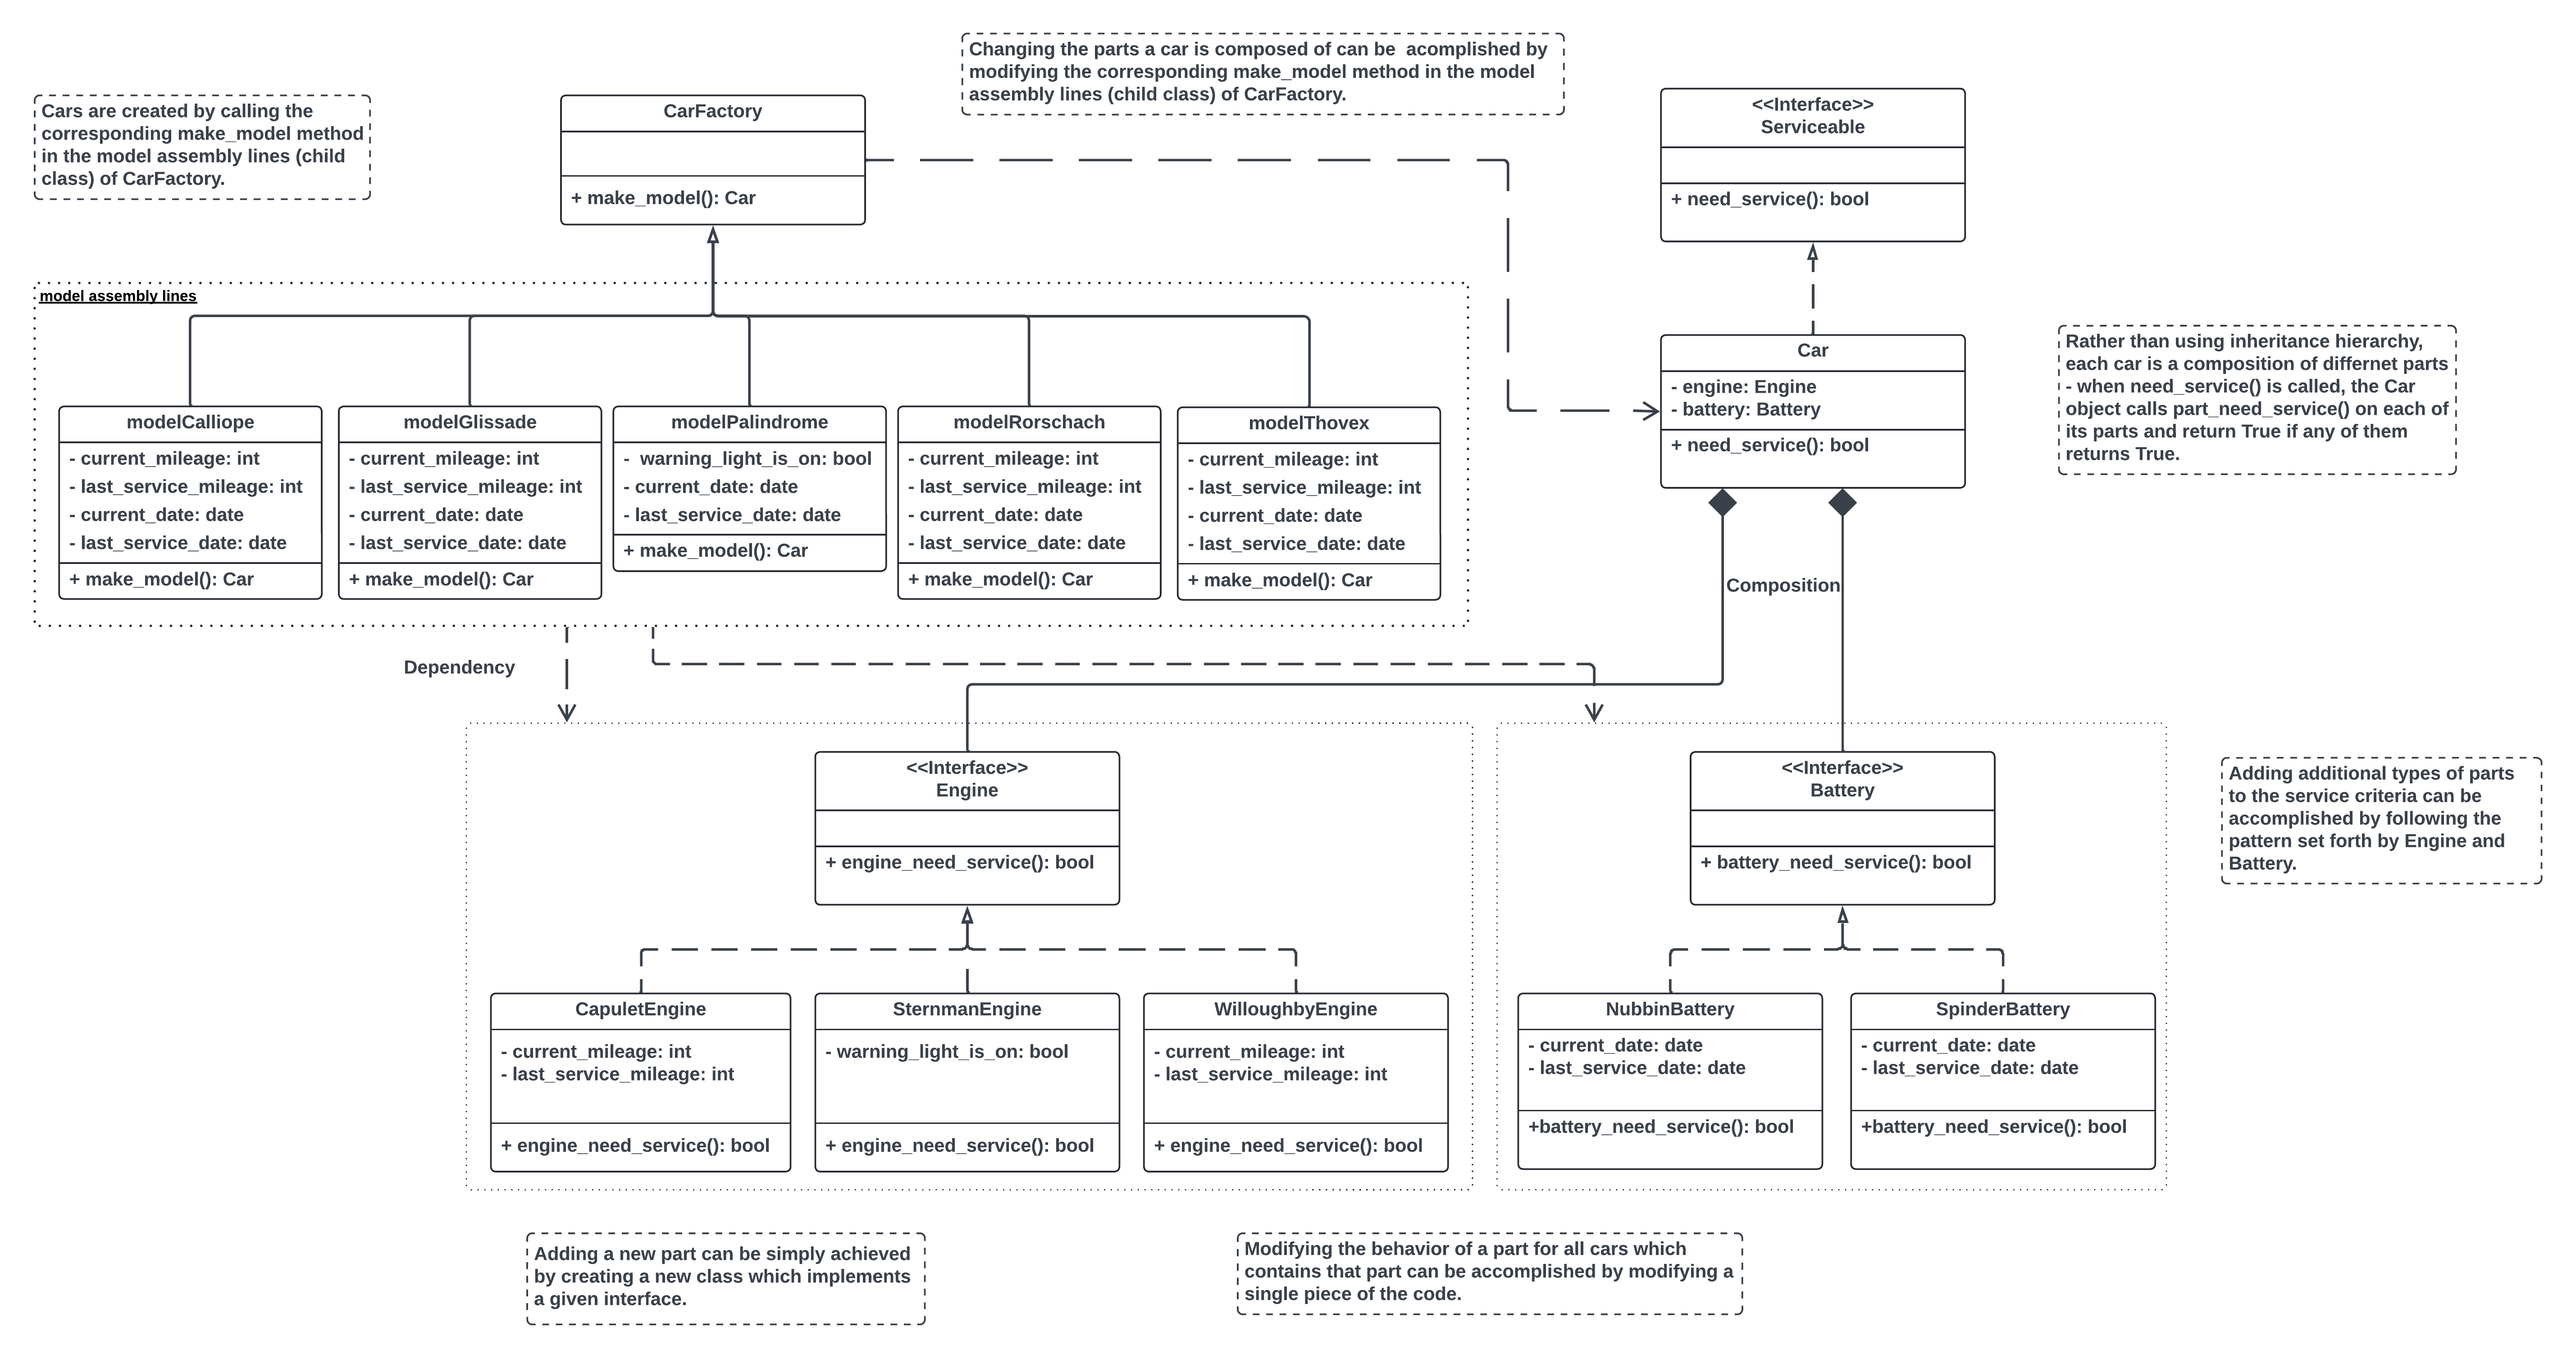 Changing the parts a car is composed of can be  acomplished by
modifying the corresponding make_model method in the model
assembly lines (child class) of CarFactory.
Cars are created by calling the
corresponding make_model method
in the model assembly lines (child
class) of CarFactory.
CarFactory
+ make_model(): Car
<<Interface>>
Serviceable
+ need_service(): bool
model assembly lines
Car
- engine: Engine
- battery: Battery
+ need_service(): bool
Rather than using inheritance hierarchy,
each car is a composition of differnet parts
- when need_service() is called, the Car
object calls part_need_service() on each of
its parts and return True if any of them
returns True.
modelCalliope
- current_mileage: int
- last_service_mileage: int
- current_date: date
- last_service_date: date
+ make_model(): Car
modelGlissade
- current_mileage: int
- last_service_mileage: int
- current_date: date
- last_service_date: date
+ make_model(): Car
modelPalindrome
-  warning_light_is_on: bool
- current_date: date
- last_service_date: date
+ make_model(): Car
modelRorschach
- current_mileage: int
- last_service_mileage: int
- current_date: date
- last_service_date: date
+ make_model(): Car
modelThovex
- current_mileage: int
- last_service_mileage: int
- current_date: date
- last_service_date: date
+ make_model(): Car
Composition
Dependency
<<Interface>>
Engine
+ engine_need_service(): bool
<<Interface>>
Battery
+ battery_need_service(): bool
Adding additional types of parts
to the service criteria can be
accomplished by following the
pattern set forth by Engine and
Battery.
CapuletEngine
- current_mileage: int
- last_service_mileage: int
+ engine_need_service(): bool
SternmanEngine
- warning_light_is_on: bool
+ engine_need_service(): bool
WilloughbyEngine
- current_mileage: int
- last_service_mileage: int
+ engine_need_service(): bool
NubbinBattery
- current_date: date
- last_service_date: date
+battery_need_service(): bool
SpinderBattery
- current_date: date
- last_service_date: date
+battery_need_service(): bool
Adding a new part can be simply achieved
by creating a new class which implements
a given interface.
Modifying the behavior of a part for all cars which
contains that part can be accomplished by modifying a
single piece of the code.